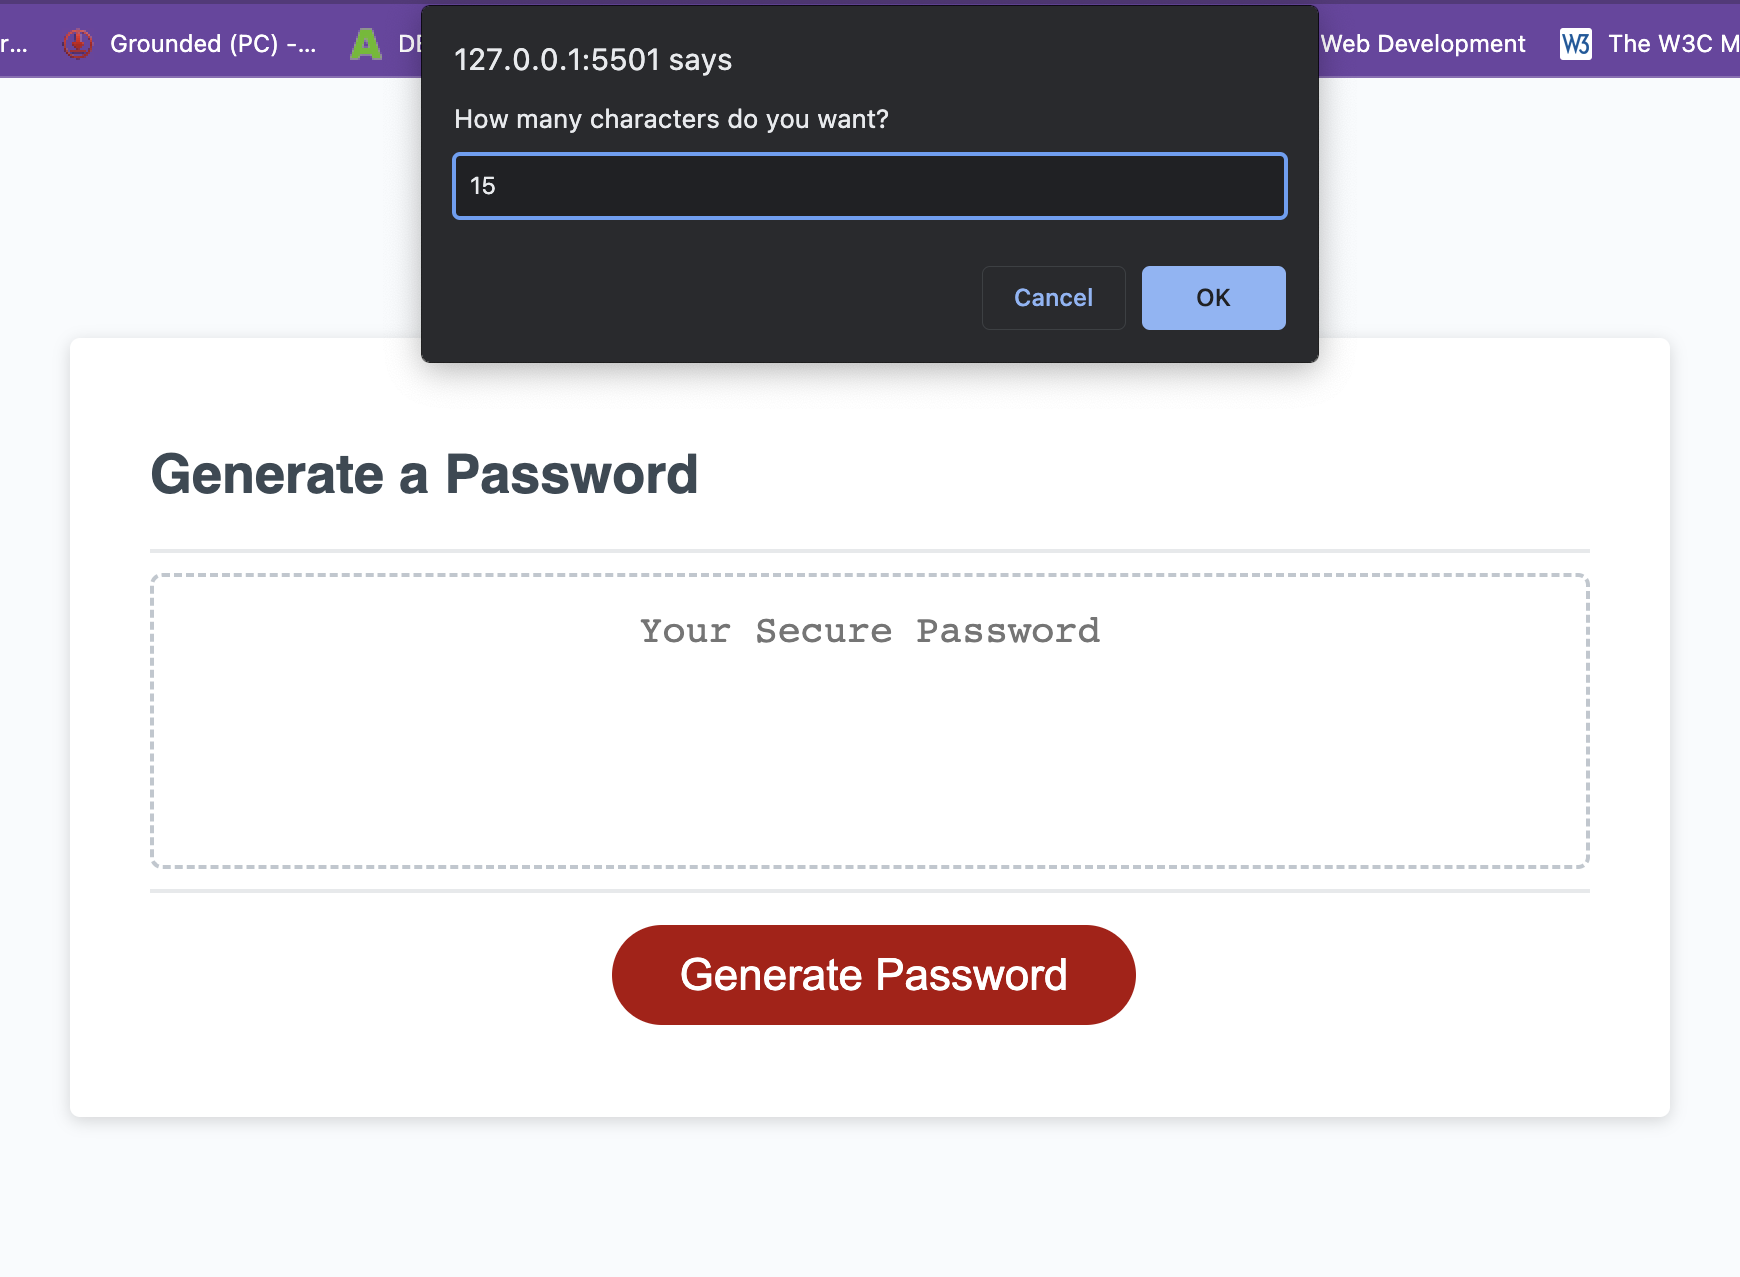 r... Grounded (PC) -... DE Web Development W3 The W3C M
127.0.0.1:5501 says
How many characters do you want?
15
Cancel OK
Generate a Password
Your Secure Password
Generate Password